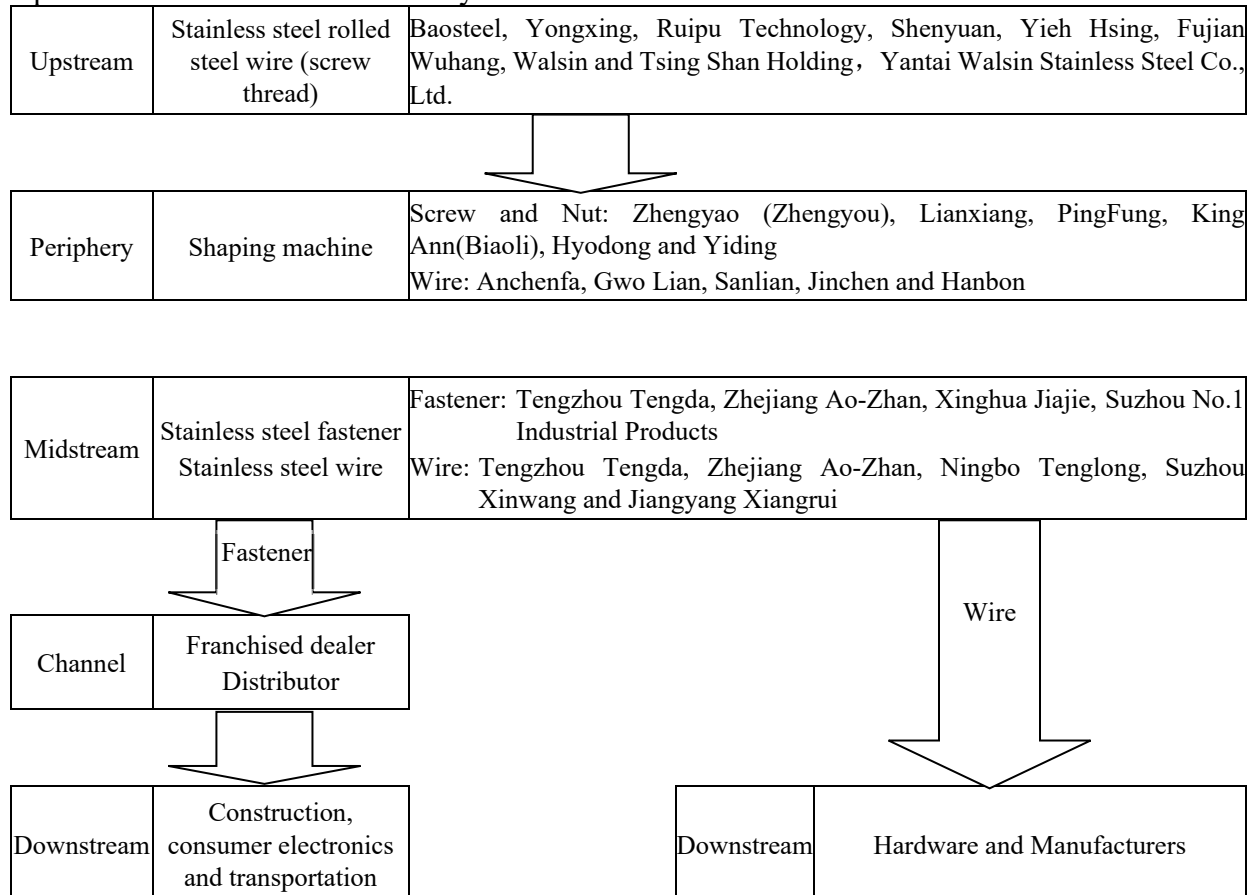 Upstream
Stainless steel rolled
steel wire (screw
thread)
Baosteel, Yongxing, Ruipu Technology, Shenyuan, Yieh Hsing, Fujian
Wuhang, Walsin and Tsing Shan Holding，Yantai Walsin Stainless Steel Co.,
Ltd.
Periphery
Shaping machine
Screw and Nut: Zhengyao (Zhengyou), Lianxiang, PingFung, King
Ann(Biaoli), Hyodong and Yiding
Wire: Anchenfa, Gwo Lian, Sanlian, Jinchen and Hanbon
Midstream
Stainless steel fastener
Stainless steel wire
Fastener: Tengzhou Tengda, Zhejiang Ao-Zhan, Xinghua Jiajie, Suzhou No.1
Industrial Products
Wire: Tengzhou Tengda, Zhejiang Ao-Zhan, Ningbo Tenglong, Suzhou
Xinwang and Jiangyang Xiangrui
Fastener
Wire
Channel
Franchised dealer
Distributor
Downstream
Construction,
consumer electronics
and transportation
Downstream
Hardware and Manufacturers